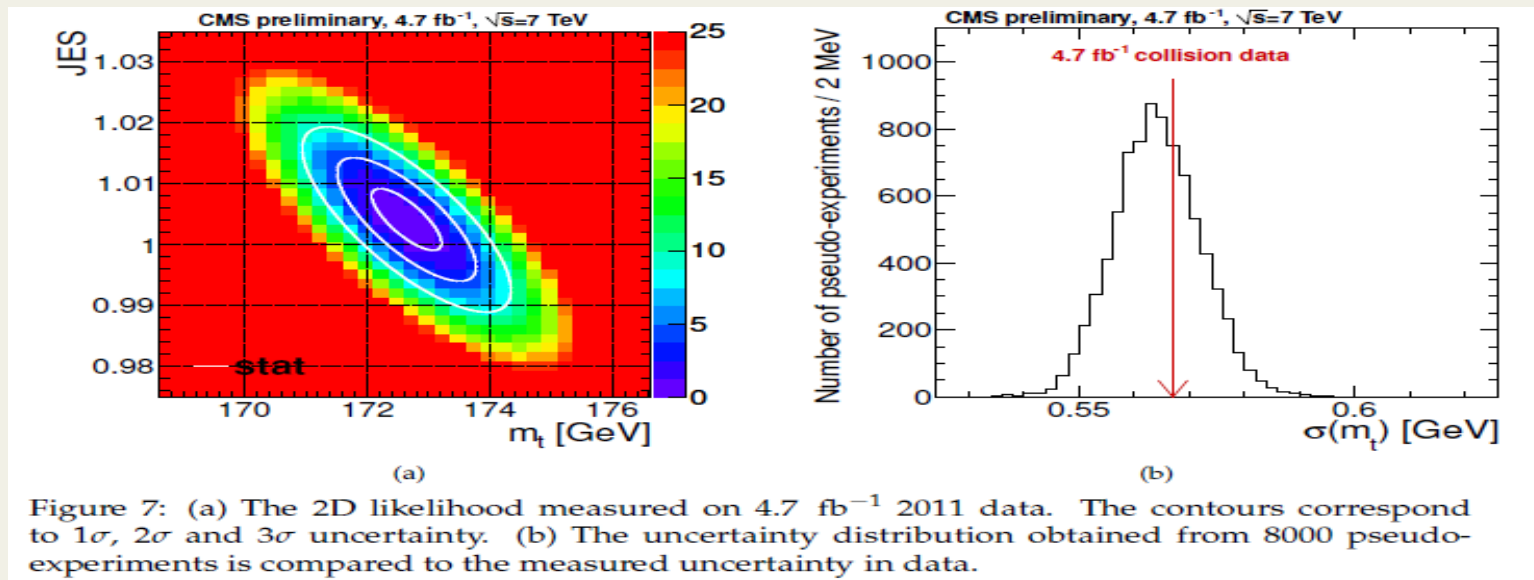 CMS preliminary, 4.7 fb⁻¹, √s=7 TeV
JES
1.03
1.02
1.01
1
0.99
0.98
stat
170 172 174 176
mₜ [GeV]
25
20
15
10
5
0
(a)
CMS preliminary, 4.7 fb⁻¹, √s=7 TeV
4.7 fb⁻¹ collision data
Number of pseudo-experiments / 2 MeV
1000
800
600
400
200
0
0.55 0.6
σ(mₜ) [GeV]
(b)
Figure 7: (a) The 2D likelihood measured on 4.7 fb⁻¹ 2011 data. The contours correspond
to 1σ, 2σ and 3σ uncertainty. (b) The uncertainty distribution obtained from 8000 pseudo-
experiments is compared to the measured uncertainty in data.